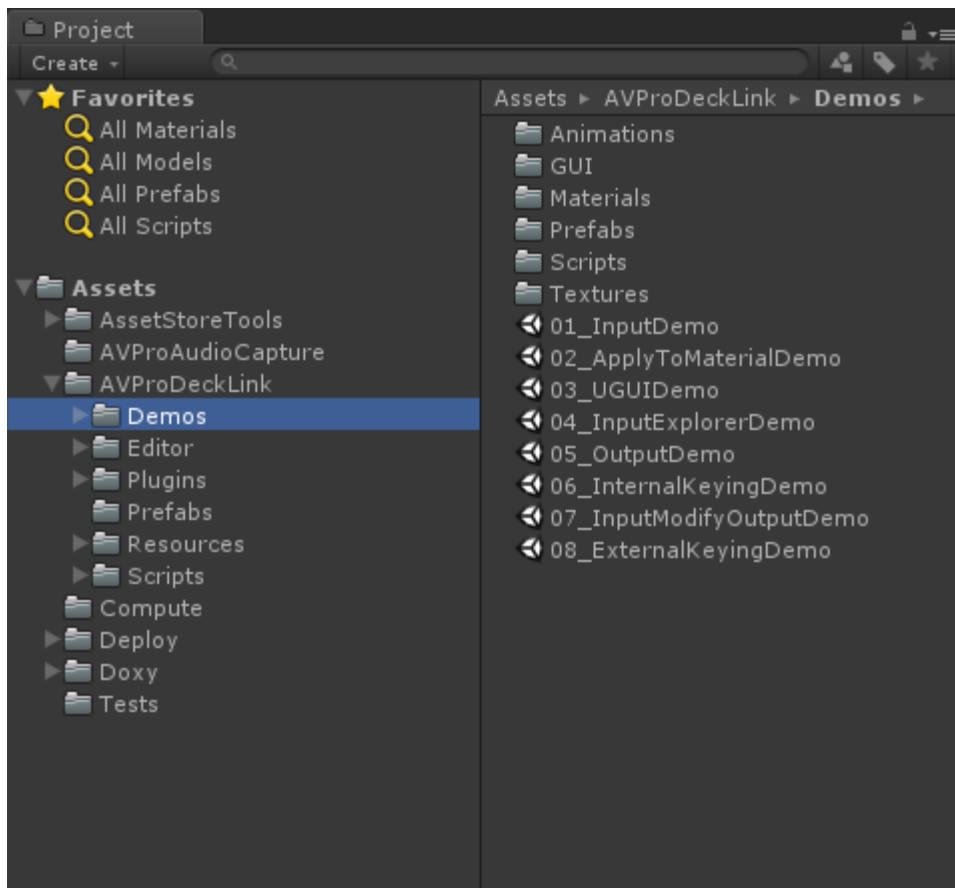 Project
Create
Favorites
All Materials
All Models
All Prefabs
All Scripts
Assets
AssetStoreTools
AVProAudioCapture
AVProDeckLink
Demos
Editor
Plugins
Prefabs
Resources
Scripts
Compute
Deploy
Doxy
Tests
Assets ▸ AVProDeckLink ▸ Demos ▸
Animations
GUI
Materials
Prefabs
Scripts
Textures
01_InputDemo
02_ApplyToMaterialDemo
03_UGUIDemo
04_InputExplorerDemo
05_OutputDemo
06_InternalKeyingDemo
07_InputModifyOutputDemo
08_ExternalKeyingDemo